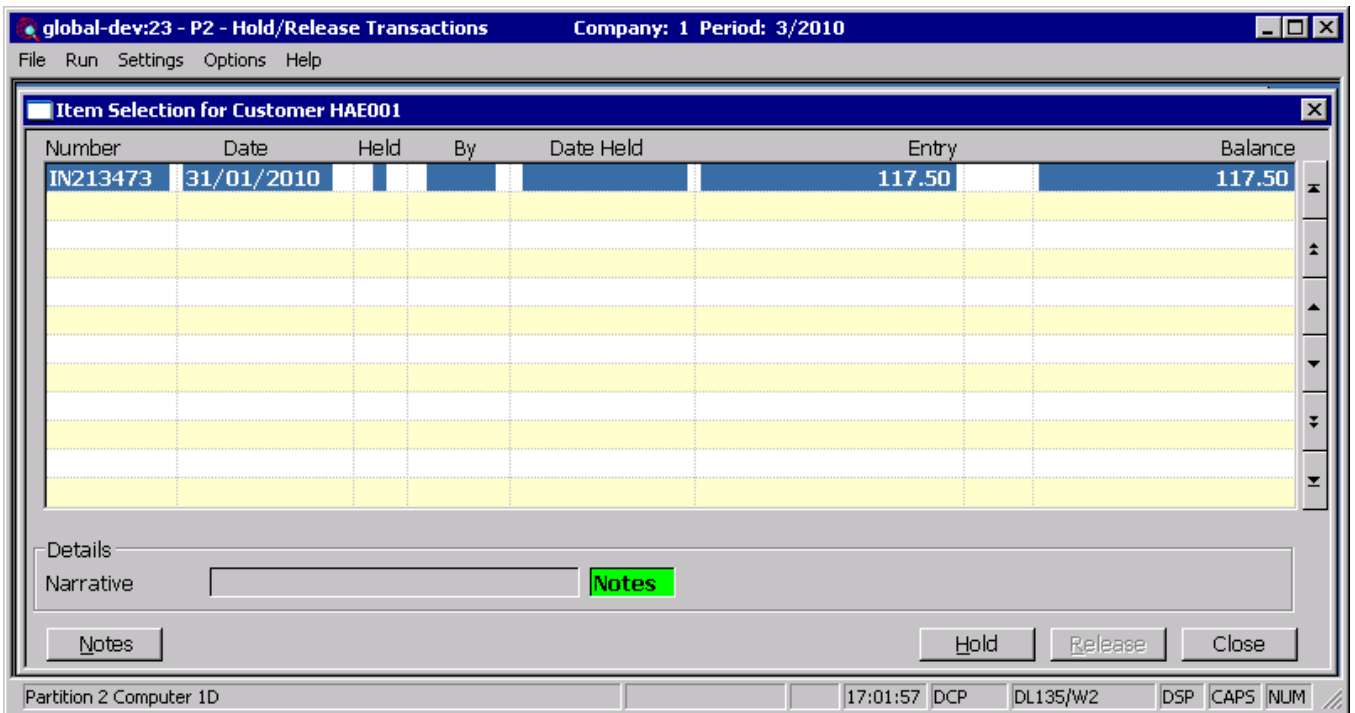 global-dev:23 - P2 - Hold/Release Transactions Company: 1 Period: 3/2010
File Run Settings Options Help
Item Selection for Customer HAE001
Number Date Held By Date Held Entry Balance
IN213473 31/01/2010 117.50 117.50
Details
Narrative Notes
Notes Hold Release Close
Partition 2 Computer 1D 17:01:57 DCP DL135/W2 DSP CAPS NUM